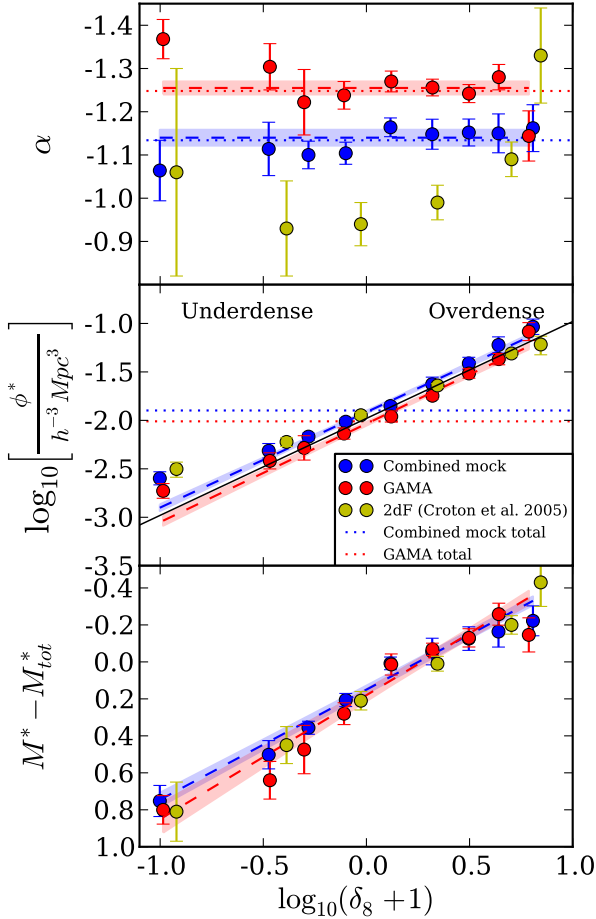 -1.4
-1.3
-1.2
-1.1
-1.0
-0.9
α
Underdense Overdense
-1.0
-1.5
-2.0
-2.5
-3.0
-3.5
log₁₀[ϕ*/h⁻³ Mpc³]
Combined mock
GAMA
2dF (Croton et al. 2005)
Combined mock total
GAMA total
-0.4
-0.2
0.0
0.2
0.4
0.6
0.8
1.0
M* − M*tot
-1.0 -0.5 0.0 0.5 1.0
log₁₀(δ₈ +1)